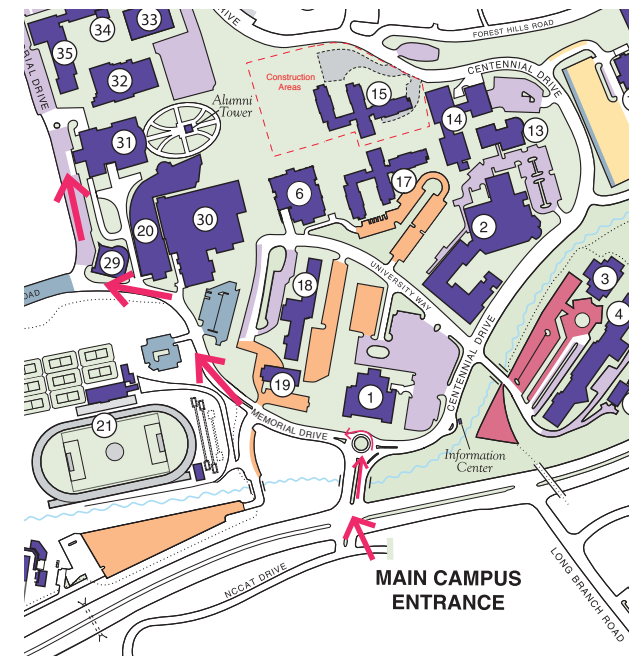 34
33
35
FOREST HILLS ROAD
32
Construction
Areas
CENTENNIAL DRIVE
15
Alumni
Tower
14
13
31
17
6
20
30
2
29
UNIVERSITY WAY
3
18
ROAD
4
CENTENNIAL DRIVE
19
1
MEMORIAL DRIVE
21
Information
Center
MAIN CAMPUS
ENTRANCE
NCCAT DRIVE
LONG BRANCH ROAD